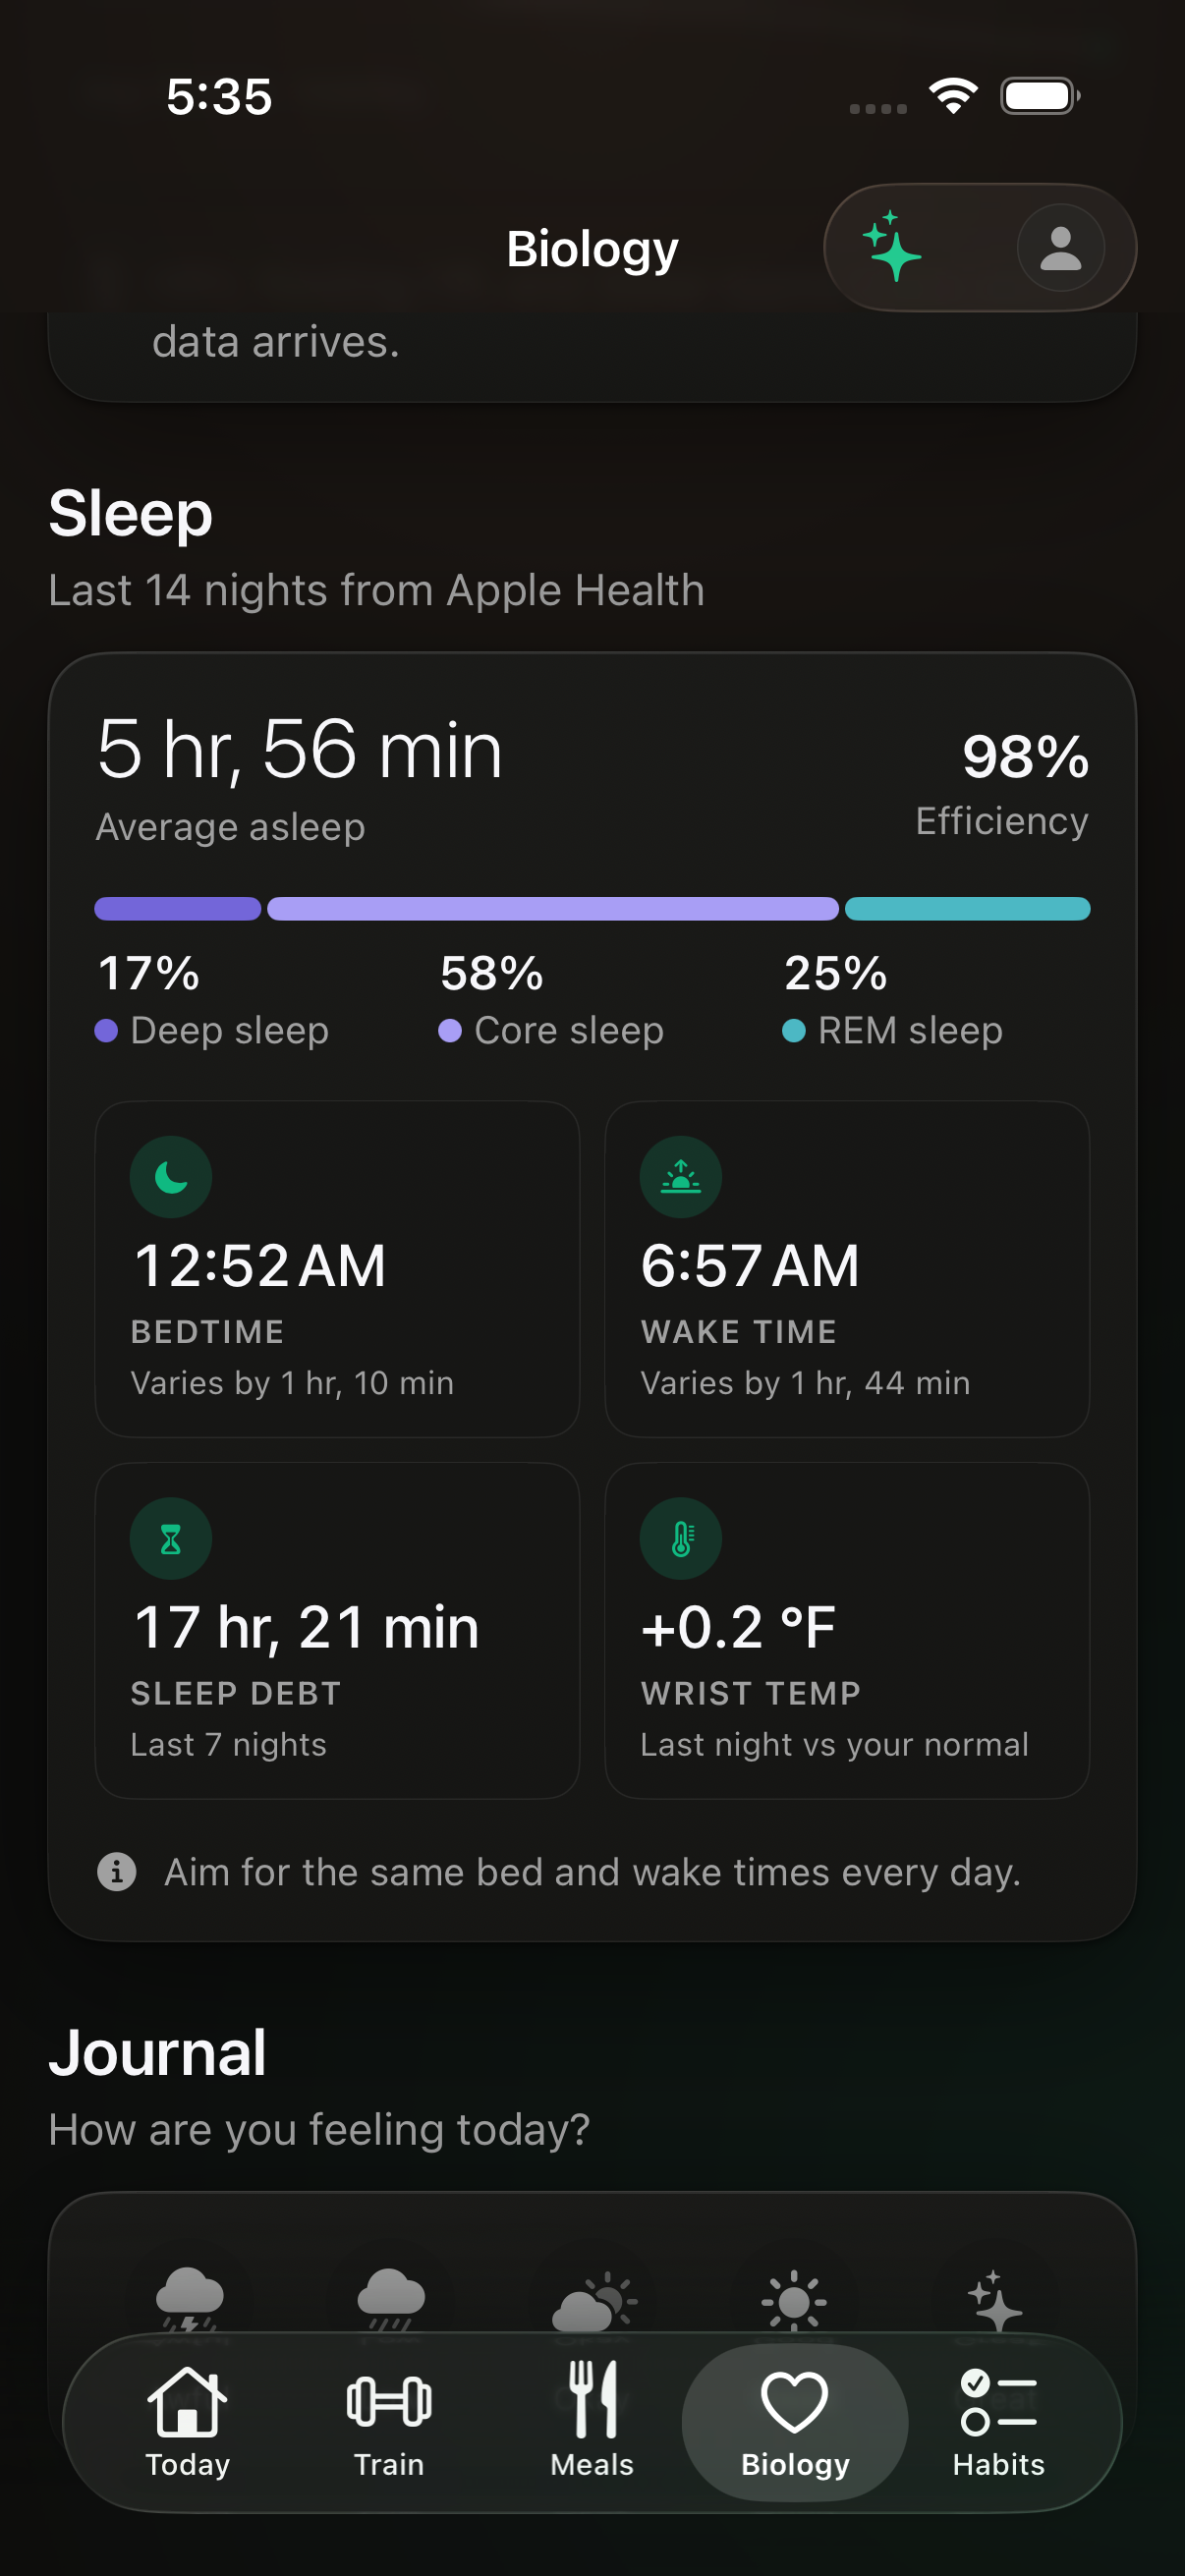 5:35
Biology
data arrives.
Sleep
Last 14 nights from Apple Health
5 hr, 56 min
98%
Average asleep
Efficiency
17%
58%
25%
Deep sleep
Core sleep
REM sleep
12:52 AM
6:57 AM
BEDTIME
WAKE TIME
Varies by 1 hr, 10 min
Varies by 1 hr, 44 min
17 hr, 21 min
+0.2 °F
SLEEP DEBT
WRIST TEMP
Last 7 nights
Last night vs your normal
Aim for the same bed and wake times every day.
Journal
How are you feeling today?
Today
Train
Meals
Biology
Habits